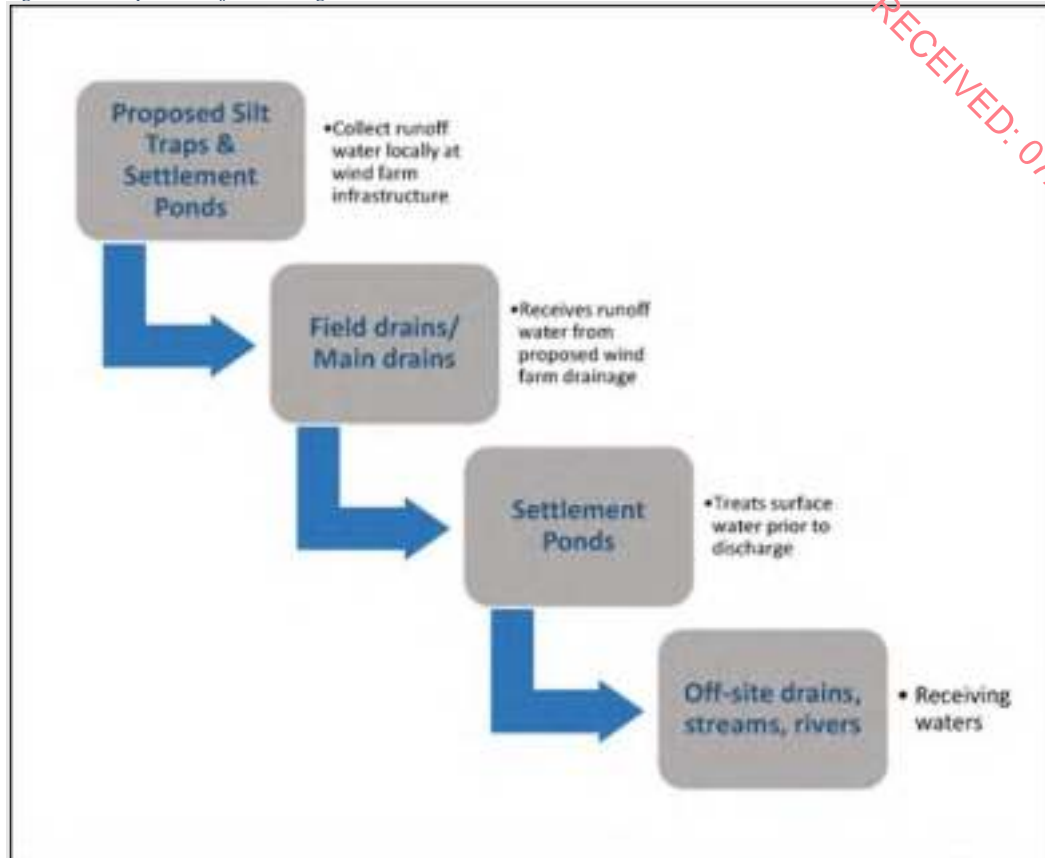 RECEIVED: 07
Proposed Silt
Traps &
Settlement
Ponds
•Collect runoff
water locally at
wind farm
infrastructure
Field drains/
Main drains
•Receives runoff
water from
proposed wind
farm drainage
Settlement
Ponds
•Treats surface
water prior to
discharge
Off-site drains,
streams, rivers
• Receiving
waters